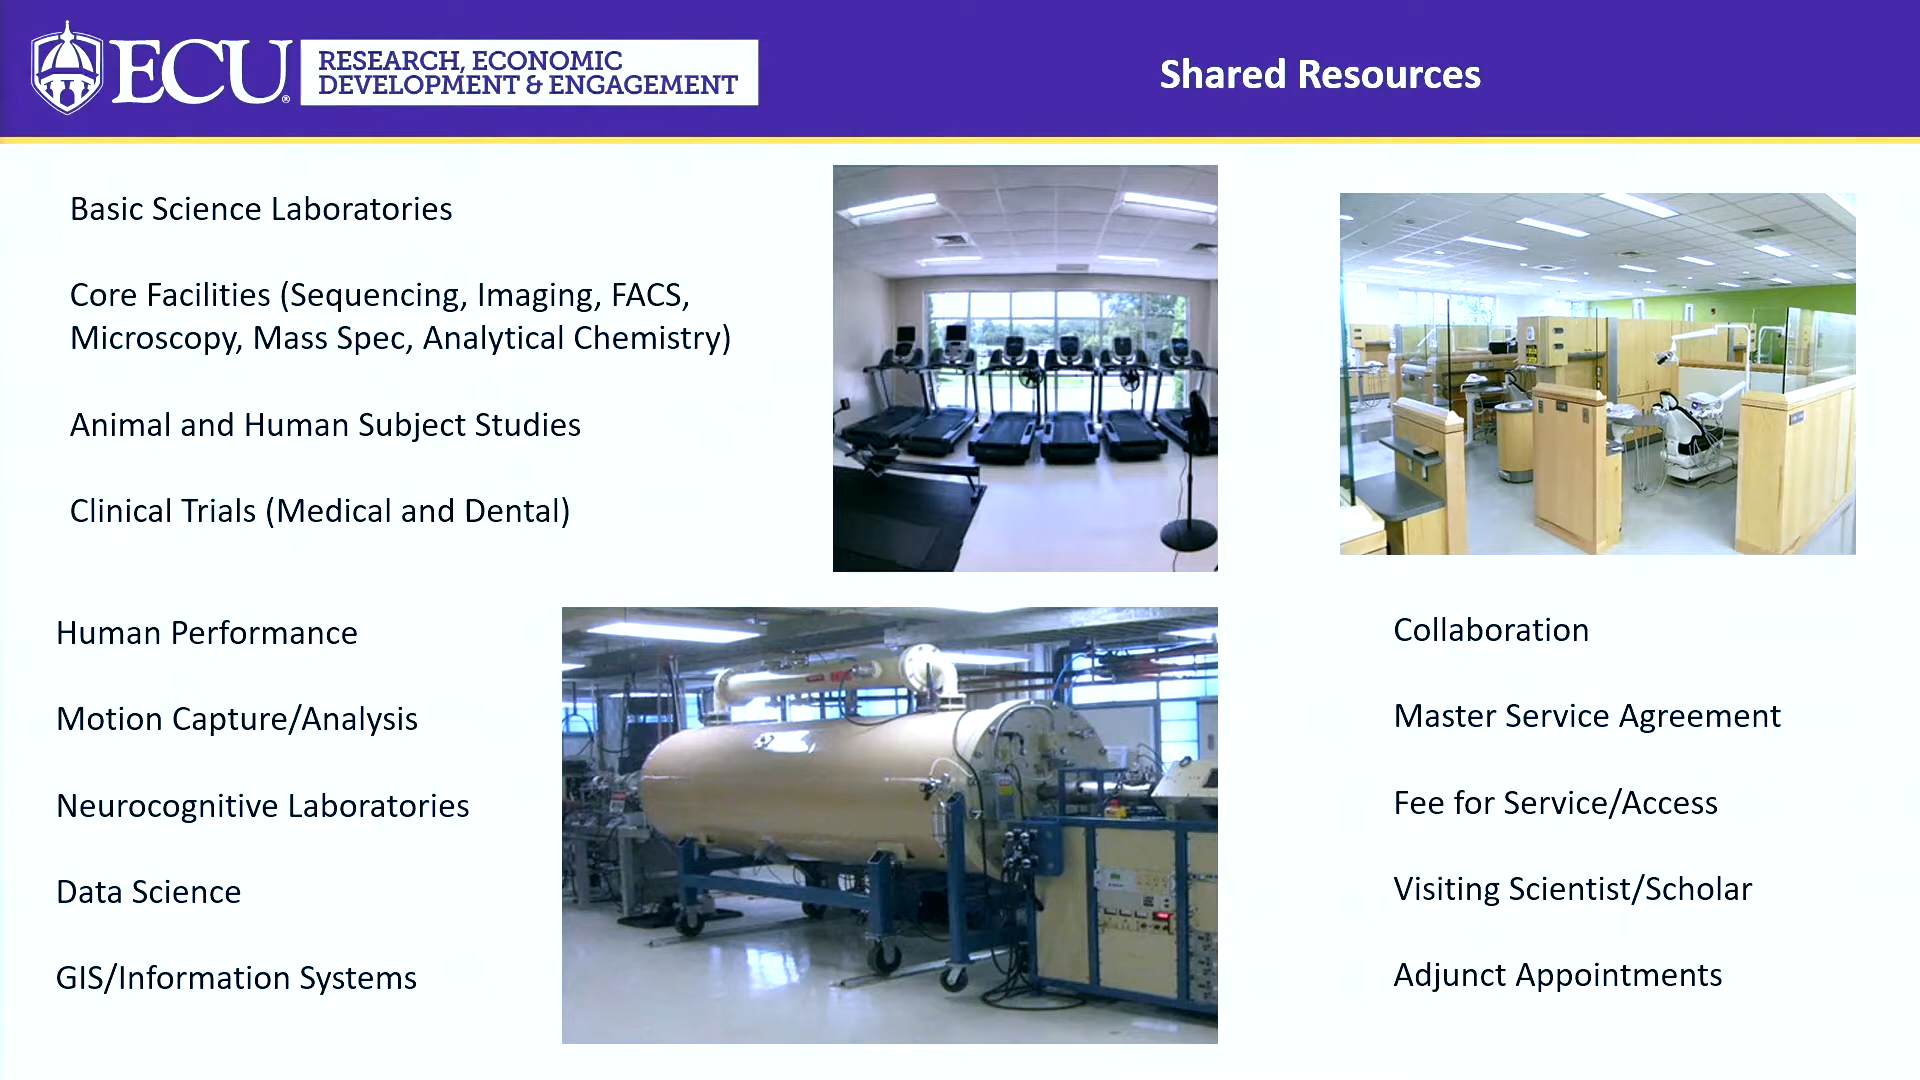 ECU®
RESEARCH, ECONOMIC
DEVELOPMENT & ENGAGEMENT
Shared Resources
Basic Science Laboratories
Core Facilities (Sequencing, Imaging, FACS,
Microscopy, Mass Spec, Analytical Chemistry)
Animal and Human Subject Studies
Clinical Trials (Medical and Dental)
Human Performance
Motion Capture/Analysis
Neurocognitive Laboratories
Data Science
GIS/Information Systems
Collaboration
Master Service Agreement
Fee for Service/Access
Visiting Scientist/Scholar
Adjunct Appointments